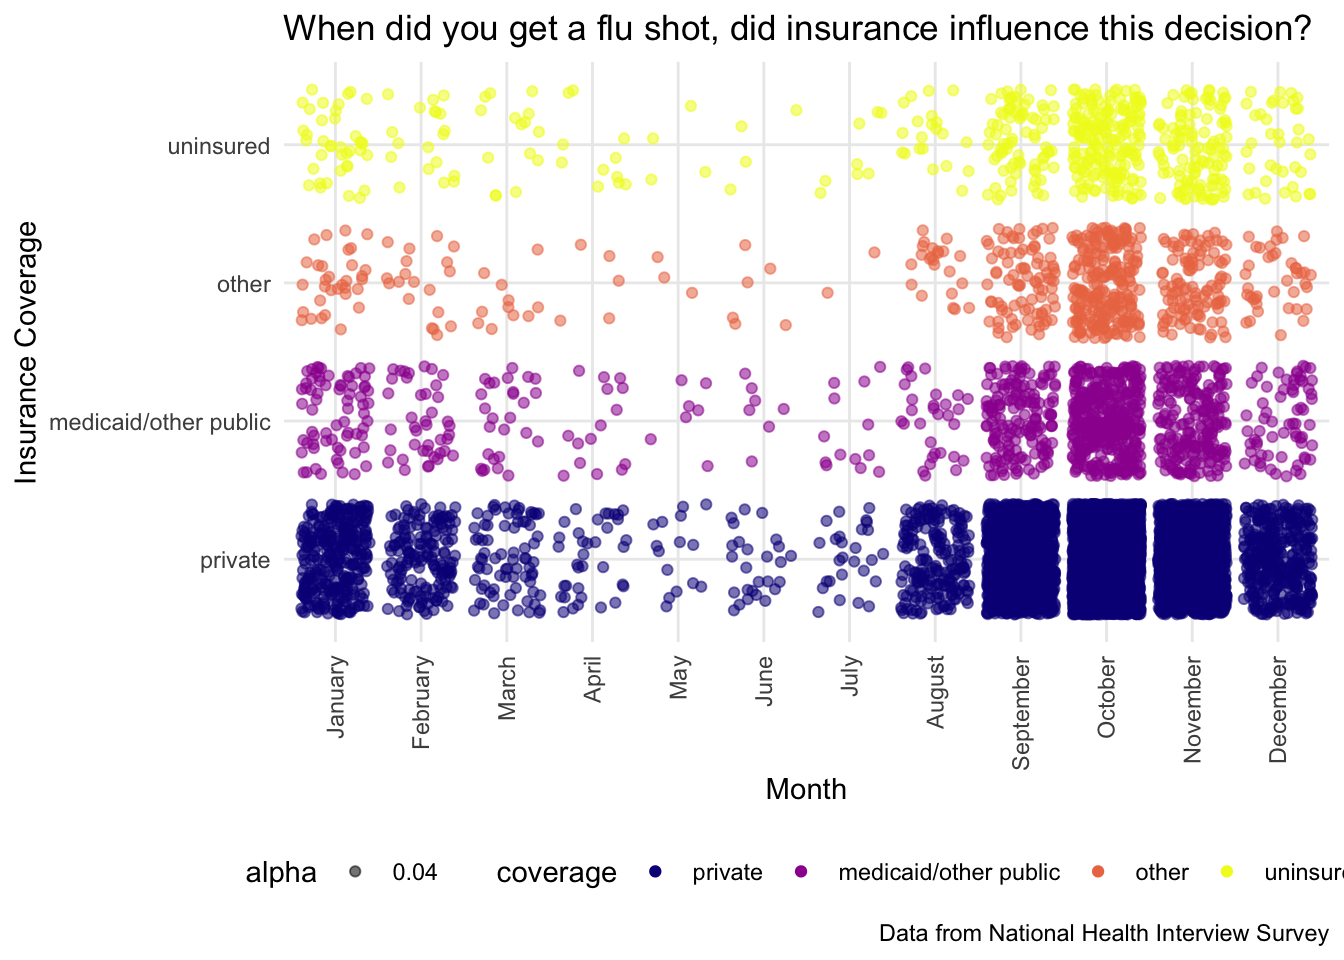 When did you get a flu shot, did insurance influence this decision?
Insurance Coverage
uninsured
other
medicaid/other public
private
January
February
March
April
May
June
July
August
September
October
November
December
Month
alpha 0.04 coverage private medicaid/other public other uninsure
Data from National Health Interview Survey